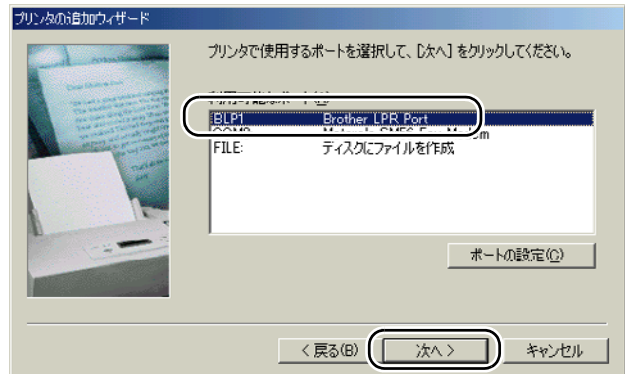 プリンタの追加ウィザード
プリンタで使用するポートを選択して、[次へ] をクリックしてください。
BLP1 Brother LPR Port
FILE: ディスクにファイルを作成
ポートの設定(C)
< 戻る(B) 次へ > キャンセル